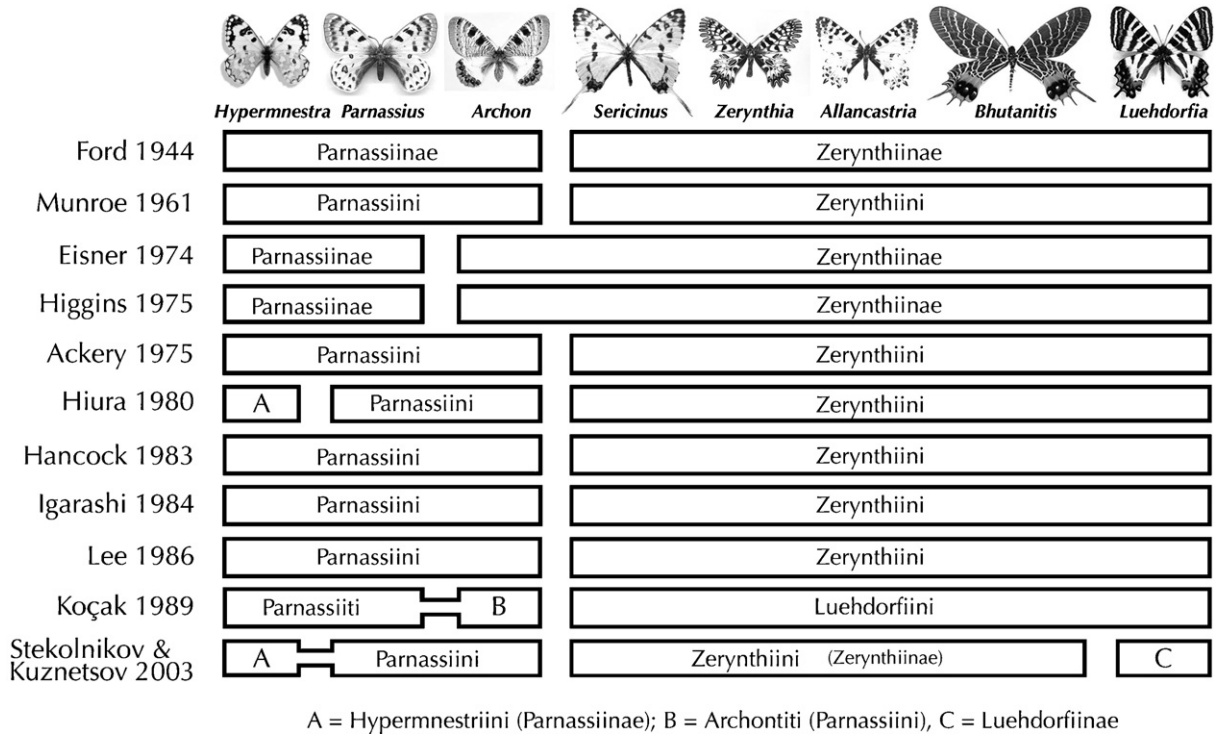 Hypermnestra Parnassius Archon Sericinus Zerynthia Allancastria Bhutanitis Luehdorfia
Ford 1944 Parnassiinae Zerynthiinae
Munroe 1961 Parnassiini Zerynthiini
Eisner 1974 Parnassiinae Zerynthiinae
Higgins 1975 Parnassiinae Zerynthiinae
Ackery 1975 Parnassiini Zerynthiini
Hiura 1980 A Parnassiini Zerynthiini
Hancock 1983 Parnassiini Zerynthiini
Igarashi 1984 Parnassiini Zerynthiini
Lee 1986 Parnassiini Zerynthiini
Koçak 1989 Parnassiiti B Luehdorfiini
Stekolnikov &
Kuznetsov 2003 A Parnassiini Zerynthiini (Zerynthiinae) C
A = Hypermnestriini (Parnassiinae); B = Archontiti (Parnassiini), C = Luehdorfiinae